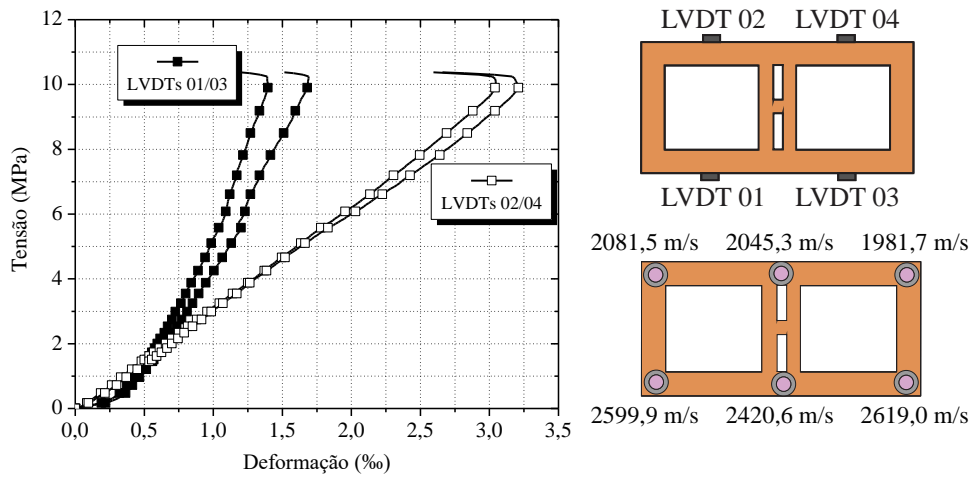 12
10
8
6
4
2
0
0,0 0,5 1,0 1,5 2,0 2,5 3,0 3,5
Tensão (MPa)
Deformação (‰)
LVDTs 01/03
LVDTs 02/04
LVDT 02 LVDT 04
LVDT 01 LVDT 03
2081,5 m/s 2045,3 m/s 1981,7 m/s
2599,9 m/s 2420,6 m/s 2619,0 m/s